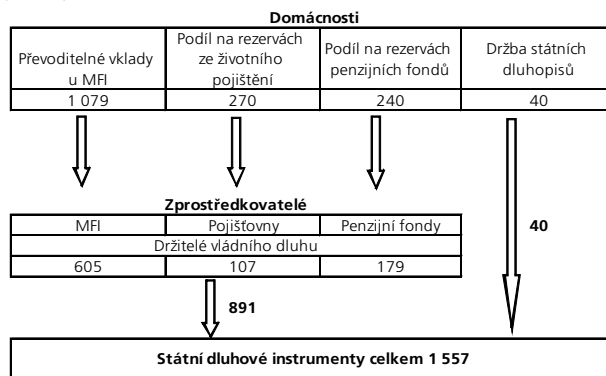 Domácnosti
Převoditelné vklady u MFI
Podíl na rezervách ze životního pojištění
Podíl na rezervách penzijních fondů
Držba státních dluhopisů
1 079 270 240 40
Zprostředkovatelé
MFI Pojišťovny Penzijní fondy
Držitelé vládního dluhu
605 107 179
40
891
Státní dluhové instrumenty celkem 1 557